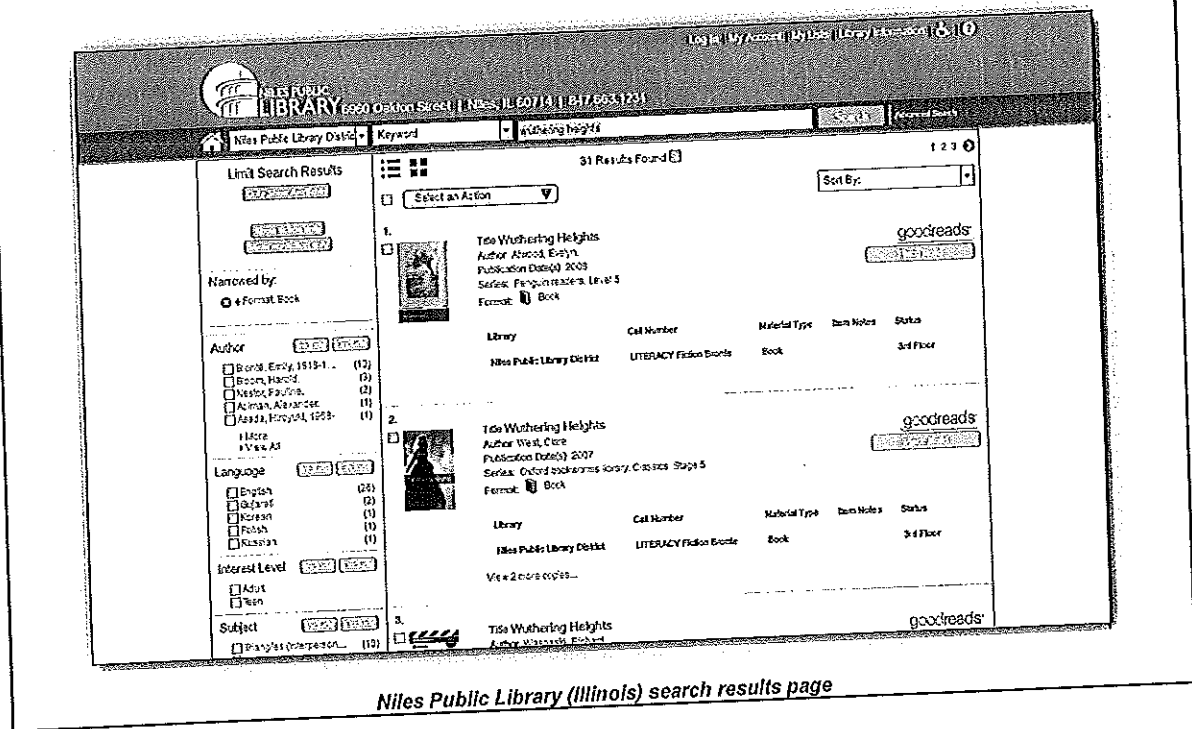 Log In | My Account | My Lists | Library Information
NILES PUBLIC
LIBRARY 6960 Oakton Street | Niles, IL 60714 | 847.663.1234
Niles Public Library District Keyword wuthering heights Advanced Search
Limit Search Results
31 Results Found
1 2 3
Select an Action
Sort By:
Narrowed by:
Format: Book
Author
Brontë, Emily, 1818-1... (13)
Bloom, Harold. (3)
Nestor, Pauline. (2)
Aciman, Alexander. (1)
(1)
More
View All
Language
English (26)
Gujarati (2)
Korean (1)
Polish (1)
Russian (1)
Interest Level
Adult
Teen
Subject
Triangles (Interperson... (13)
1.
Title Wuthering Heights
Author Attwood, Evelyn.
Publication Date(s) 2008
Series: Penguin readers. Level 5
Format: Book
goodreads
Library Call Number Material Type Item Notes Status
Niles Public Library District LITERACY Fiction Bronte Book 3rd Floor
2.
Title Wuthering Heights
Author West, Clare
Publication Date(s) 2007
Series: Oxford bookworms library. Classics. Stage 5
Format: Book
goodreads
Library Call Number Material Type Item Notes Status
Niles Public Library District LITERACY Fiction Bronte Book 3rd Floor
View 2 more copies...
3.
Title Wuthering Heights
Author
goodreads
Niles Public Library (Illinois) search results page